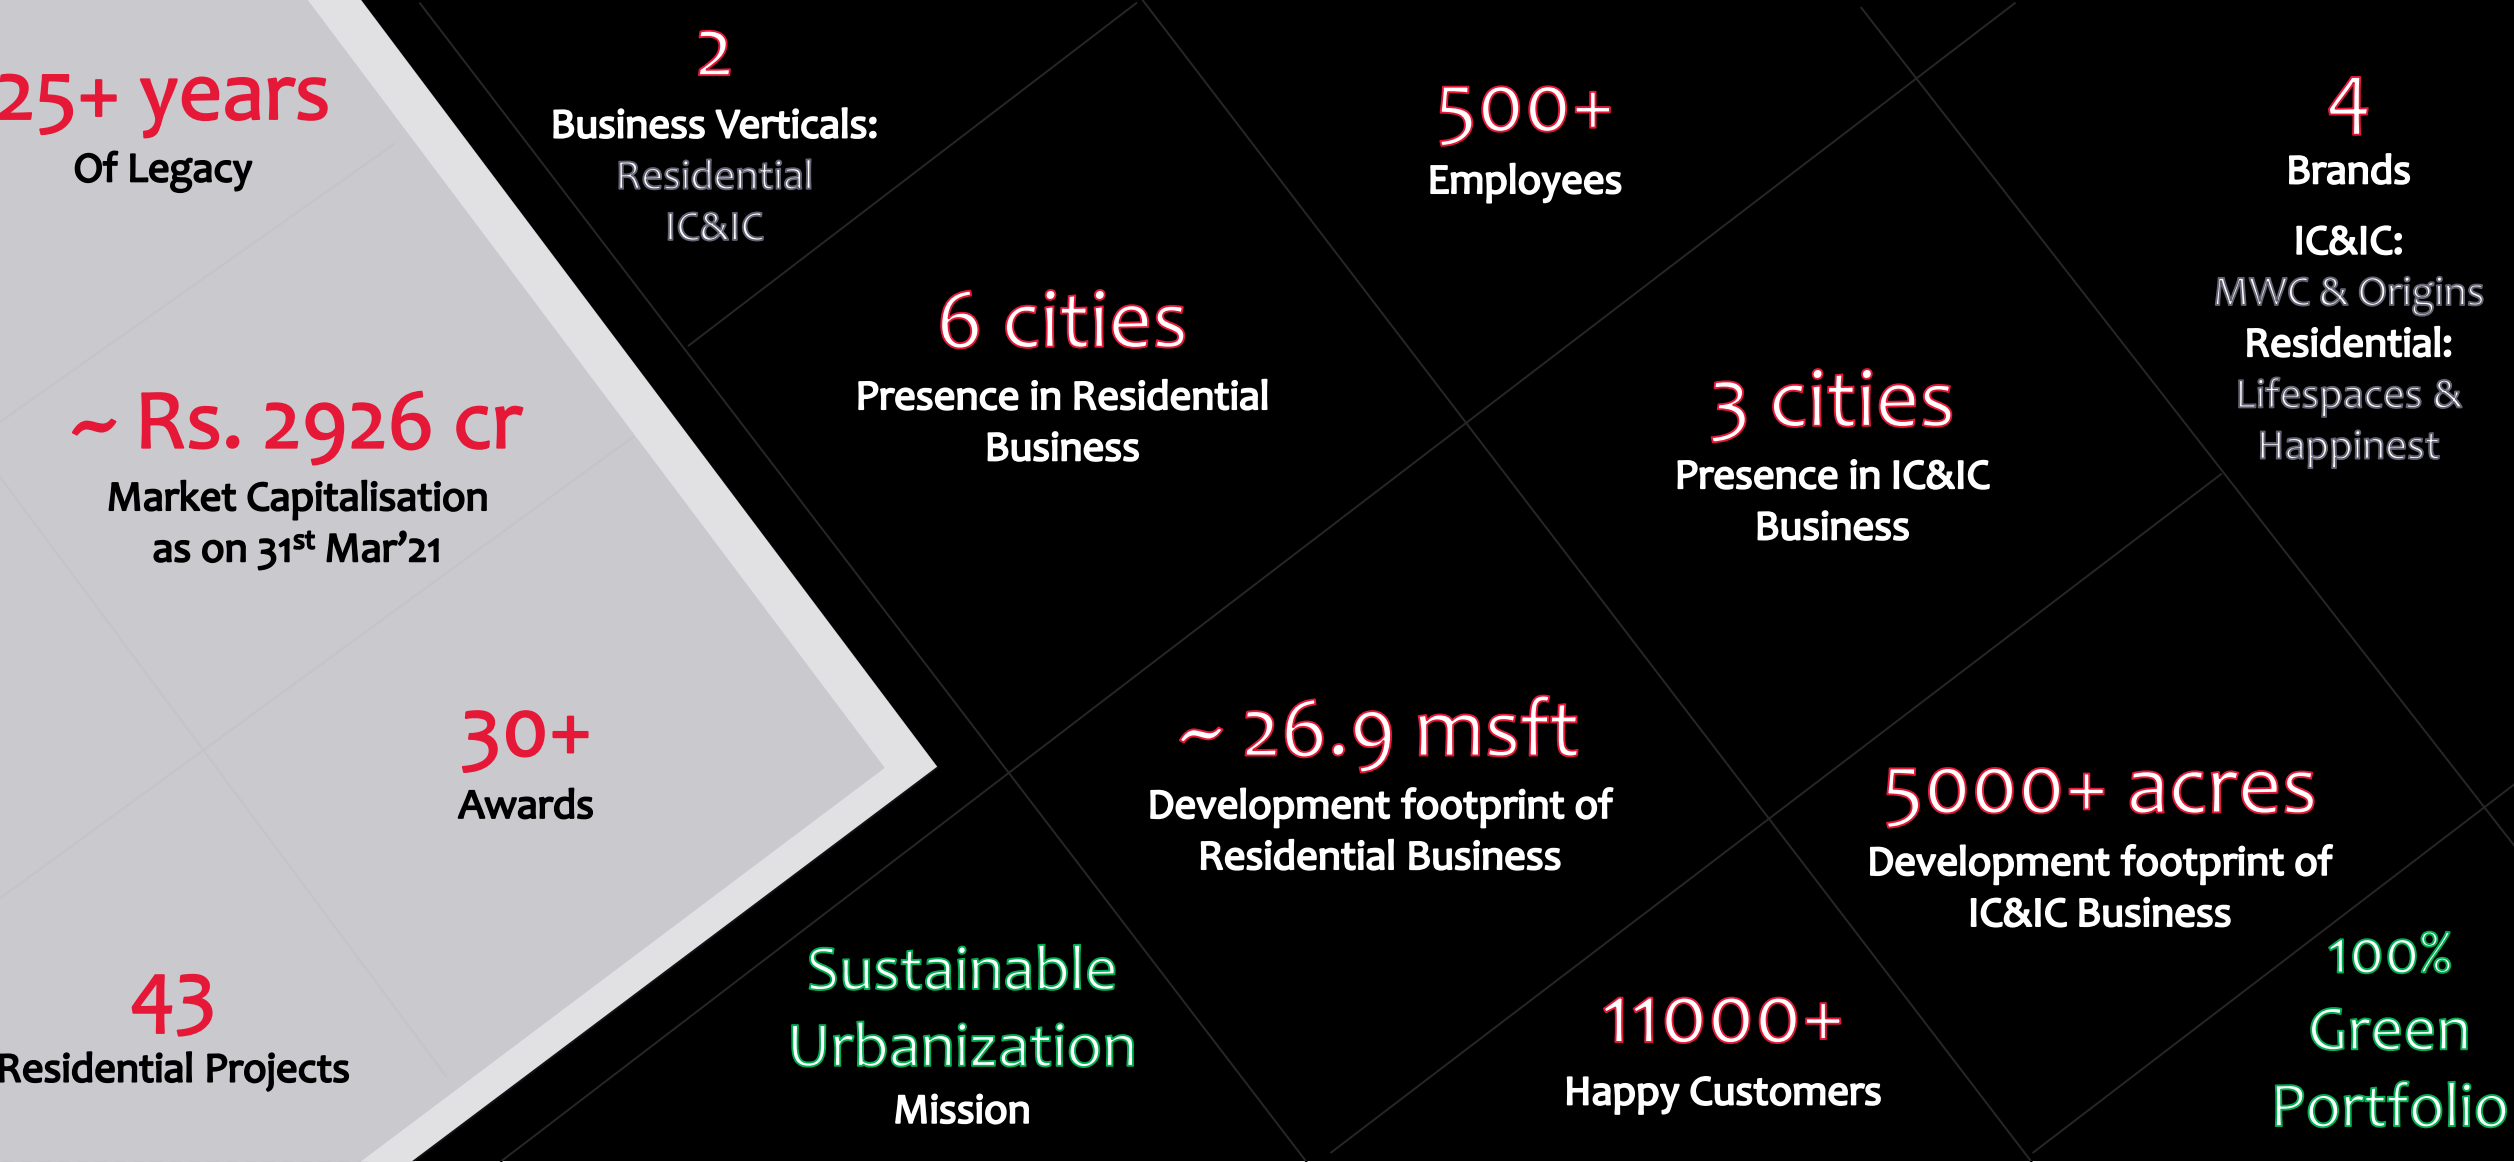 25+ years
Of Legacy
~ Rs. 2926 cr
Market Capitalisation
as on 31st Mar’21
30+
Awards
43
Residential Projects
2
Business Verticals:
Residential
IC&IC
6 cities
Presence in Residential
Business
500+
Employees
3 cities
Presence in IC&IC
Business
4
Brands
IC&IC:
MWC & Origins
Residential:
Lifespaces &
Happinest
~ 26.9 msft
Development footprint of
Residential Business
5000+ acres
Development footprint of
IC&IC Business
Sustainable
Urbanization
Mission
11000+
Happy Customers
100%
Green
Portfolio